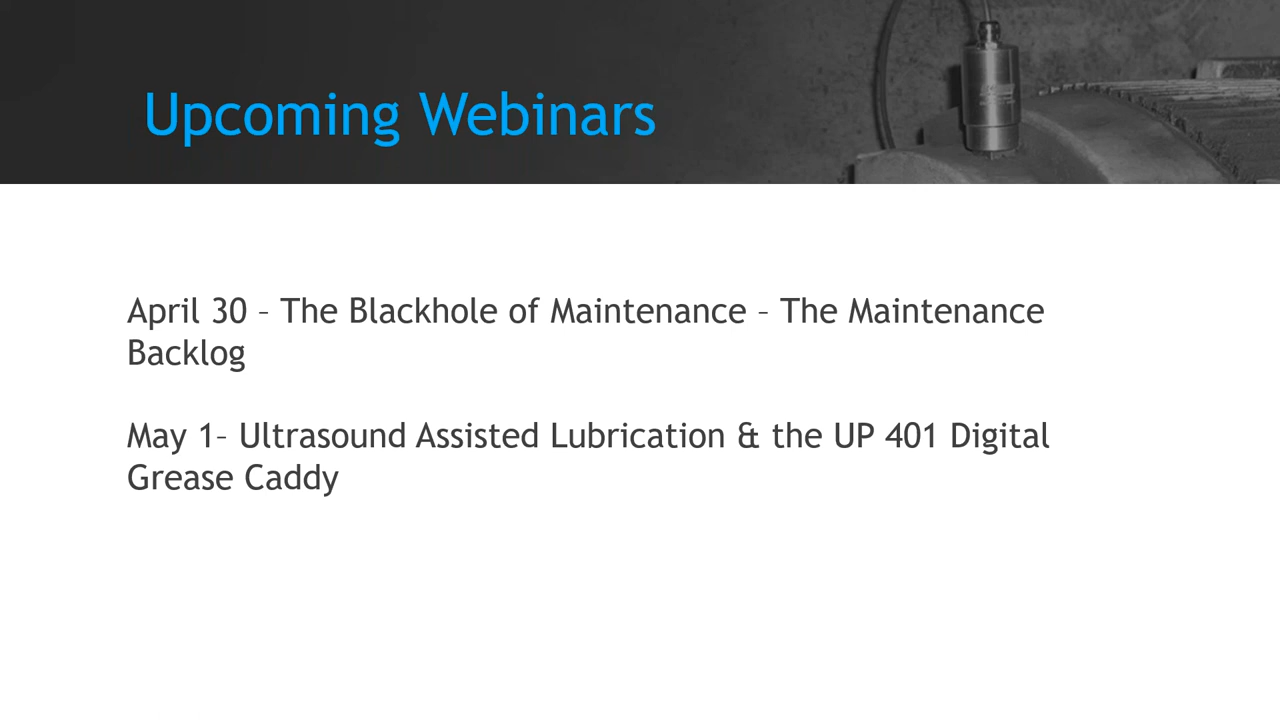 Upcoming Webinars
April 30 – The Blackhole of Maintenance – The Maintenance
Backlog
May 1– Ultrasound Assisted Lubrication & the UP 401 Digital
Grease Caddy